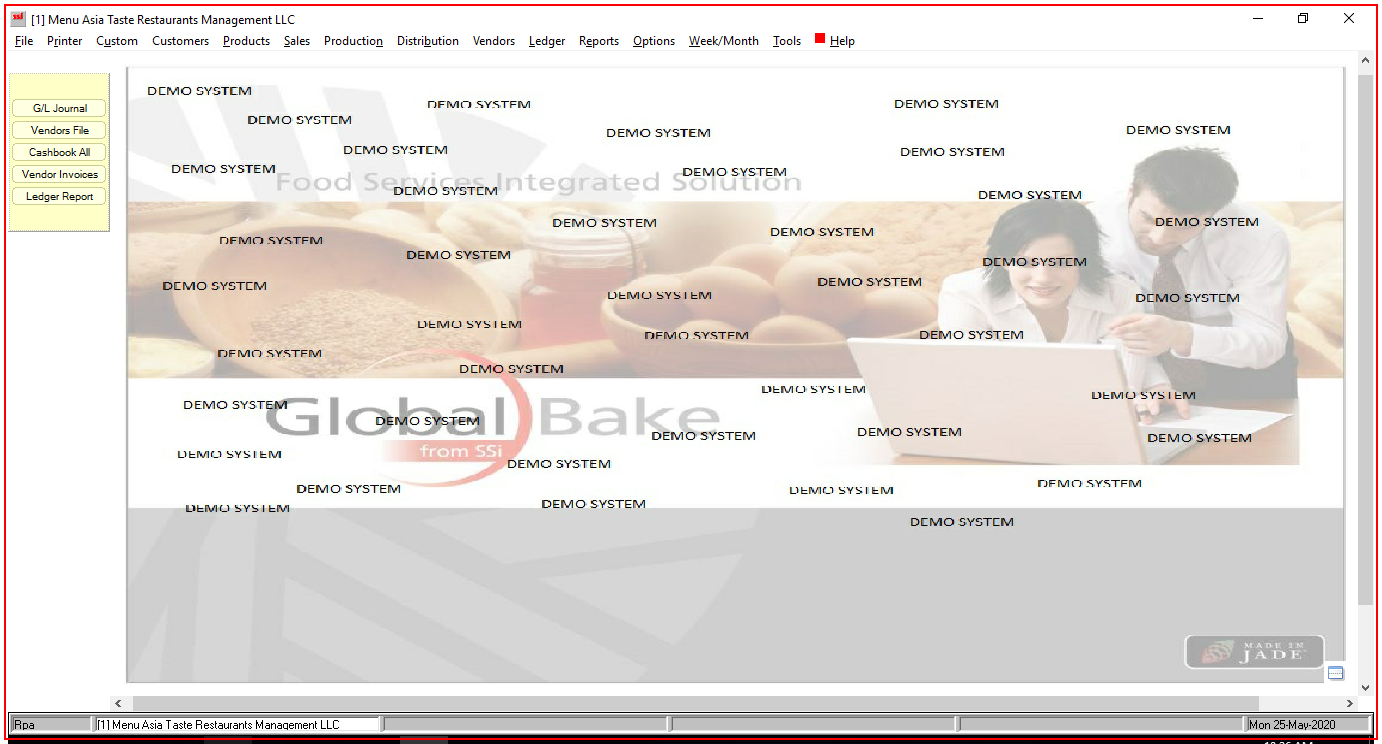 [1] Menu Asia Taste Restaurants Management LLC
File Printer Custom Customers Products Sales Production Distribution Vendors Ledger Reports Options Week/Month Tools Help
G/L Journal
Vendors File
Cashbook All
Vendor Invoices
Ledger Report
DEMO SYSTEM
DEMO SYSTEM DEMO SYSTEM
DEMO SYSTEM
DEMO SYSTEM DEMO SYSTEM
DEMO SYSTEM DEMO SYSTEM
DEMO SYSTEM DEMO SYSTEM
Food Services Integrated Solution
DEMO SYSTEM DEMO SYSTEM
DEMO SYSTEM DEMO SYSTEM
DEMO SYSTEM DEMO SYSTEM
DEMO SYSTEM DEMO SYSTEM
DEMO SYSTEM DEMO SYSTEM
DEMO SYSTEM DEMO SYSTEM
DEMO SYSTEM DEMO SYSTEM DEMO SYSTEM
DEMO SYSTEM
DEMO SYSTEM
DEMO SYSTEM DEMO SYSTEM
DEMO SYSTEM
Global Bake
DEMO SYSTEM
DEMO SYSTEM DEMO SYSTEM DEMO SYSTEM
from SSi
DEMO SYSTEM
DEMO SYSTEM
DEMO SYSTEM DEMO SYSTEM DEMO SYSTEM
DEMO SYSTEM DEMO SYSTEM
DEMO SYSTEM
MADE IN
JADE™
Rpa [1] Menu Asia Taste Restaurants Management LLC Mon 25-May-2020